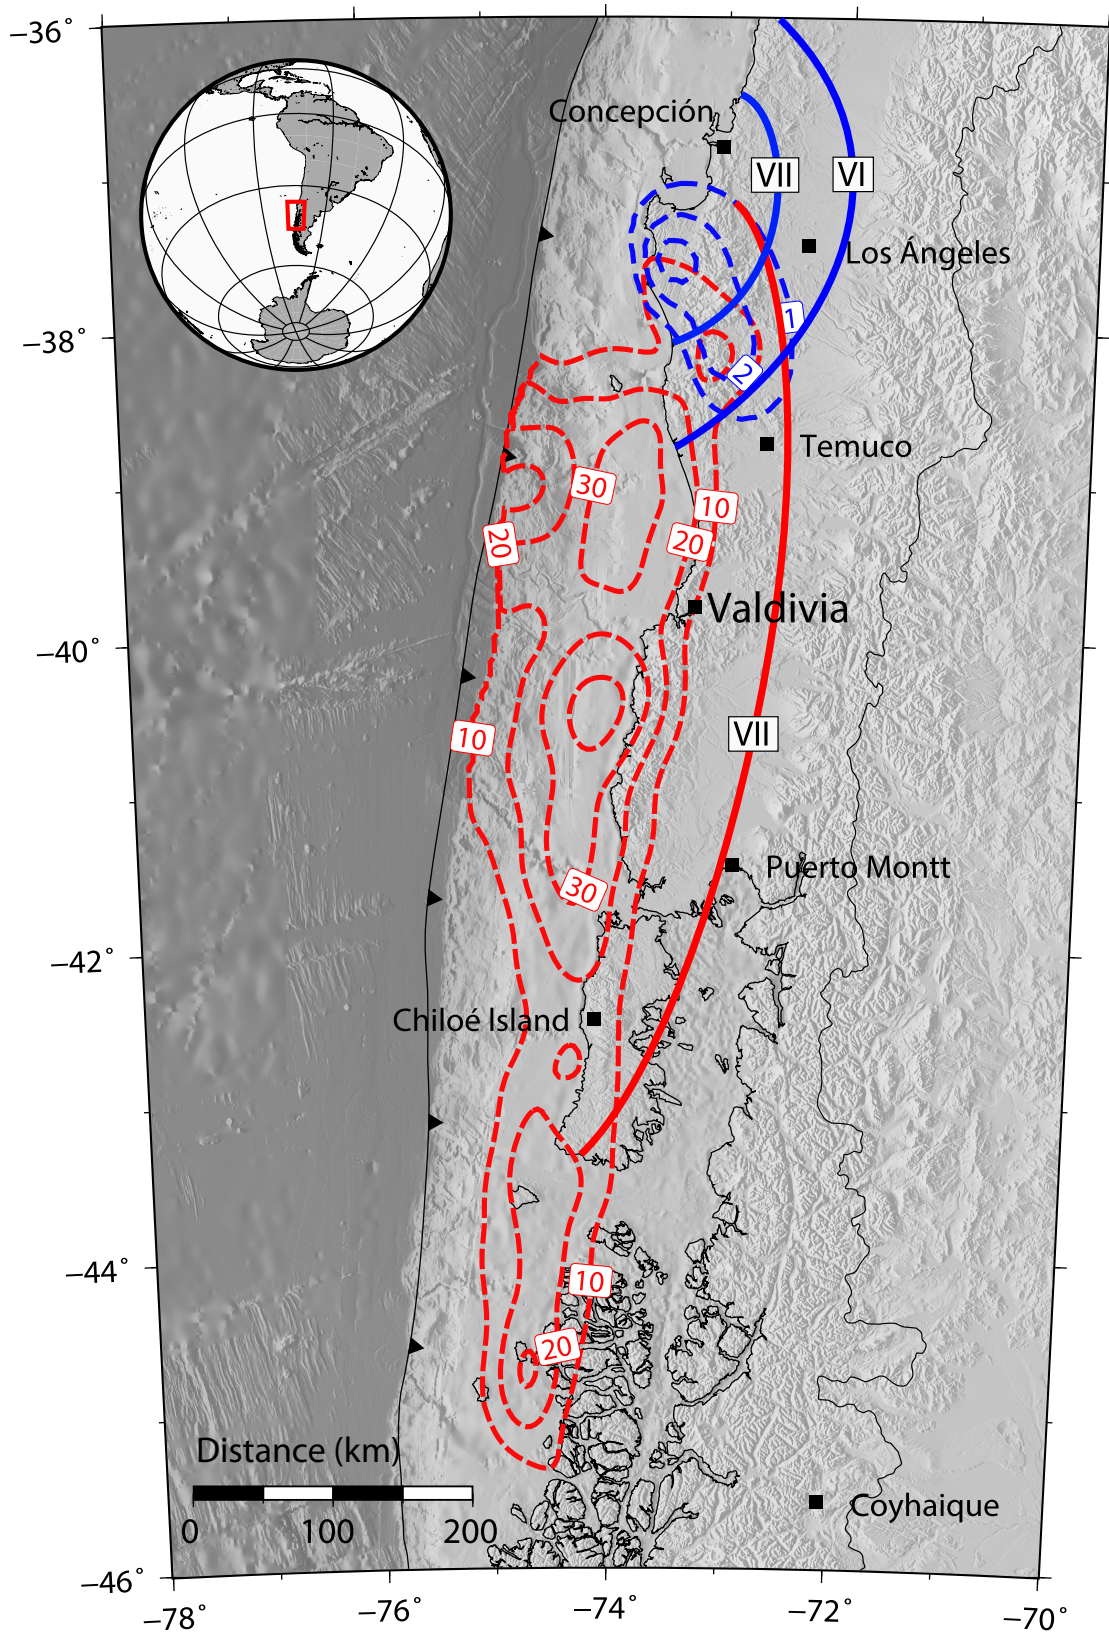 −36°
Concepción
VII
VI
Los Ángeles
1
−38°
2
Temuco
30
10
20
20
Valdivia
−40°
10
VII
Puerto Montt
30
−42°
Chiloé Island
−44°
10
20
Distance (km)
0 100 200
Coyhaique
−46°
−78° −76° −74° −72° −70°